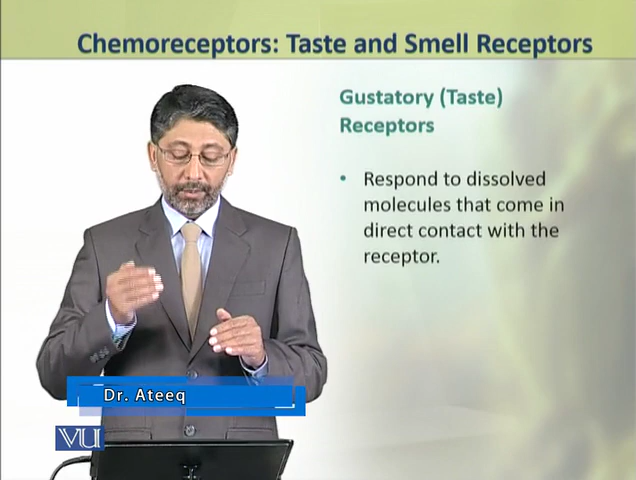 Chemoreceptors: Taste and Smell Receptors
Gustatory (Taste)
Receptors
• Respond to dissolved
molecules that come in
direct contact with the
receptor.
Dr. Ateeq
VU